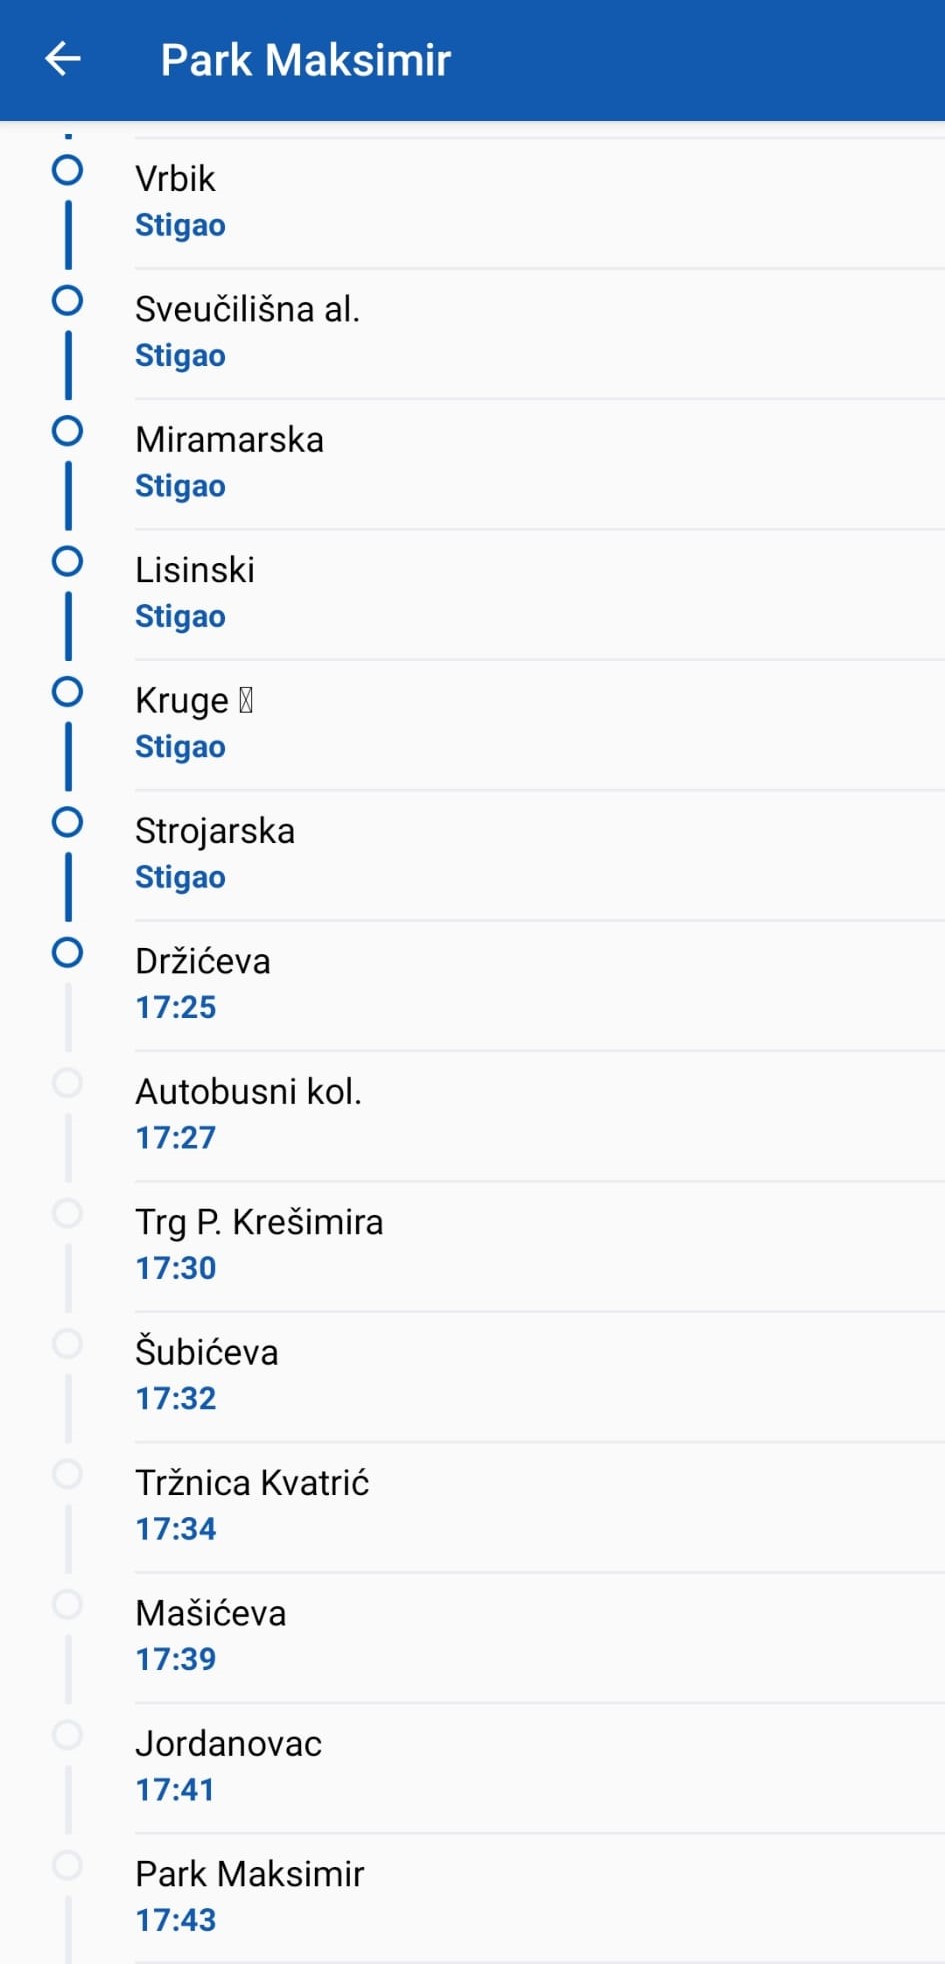 Park Maksimir
Vrbik
Stigao
Sveučilišna al.
Stigao
Miramarska
Stigao
Lisinski
Stigao
Kruge
Stigao
Strojarska
Stigao
Držićeva
17:25
Autobusni kol.
17:27
Trg P. Krešimira
17:30
Šubićeva
17:32
Tržnica Kvatrić
17:34
Mašićeva
17:39
Jordanovac
17:41
Park Maksimir
17:43